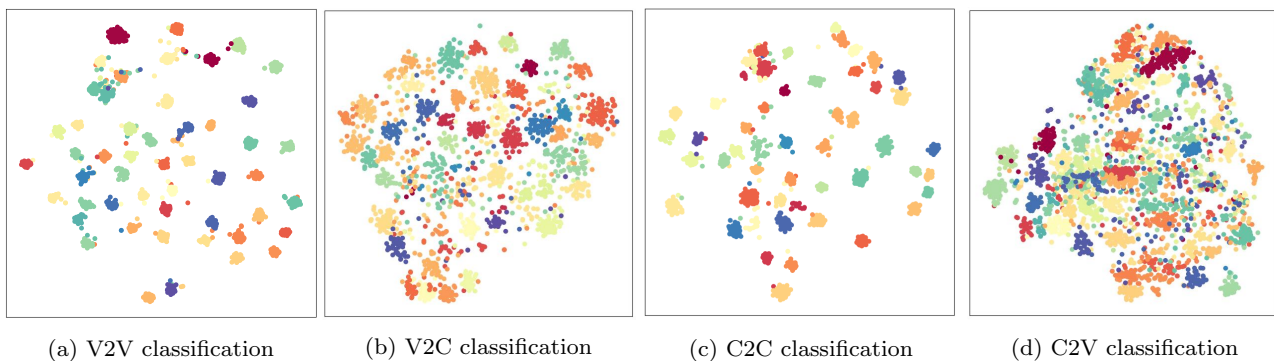 (a) V2V classification
(b) V2C classification
(c) C2C classification
(d) C2V classification